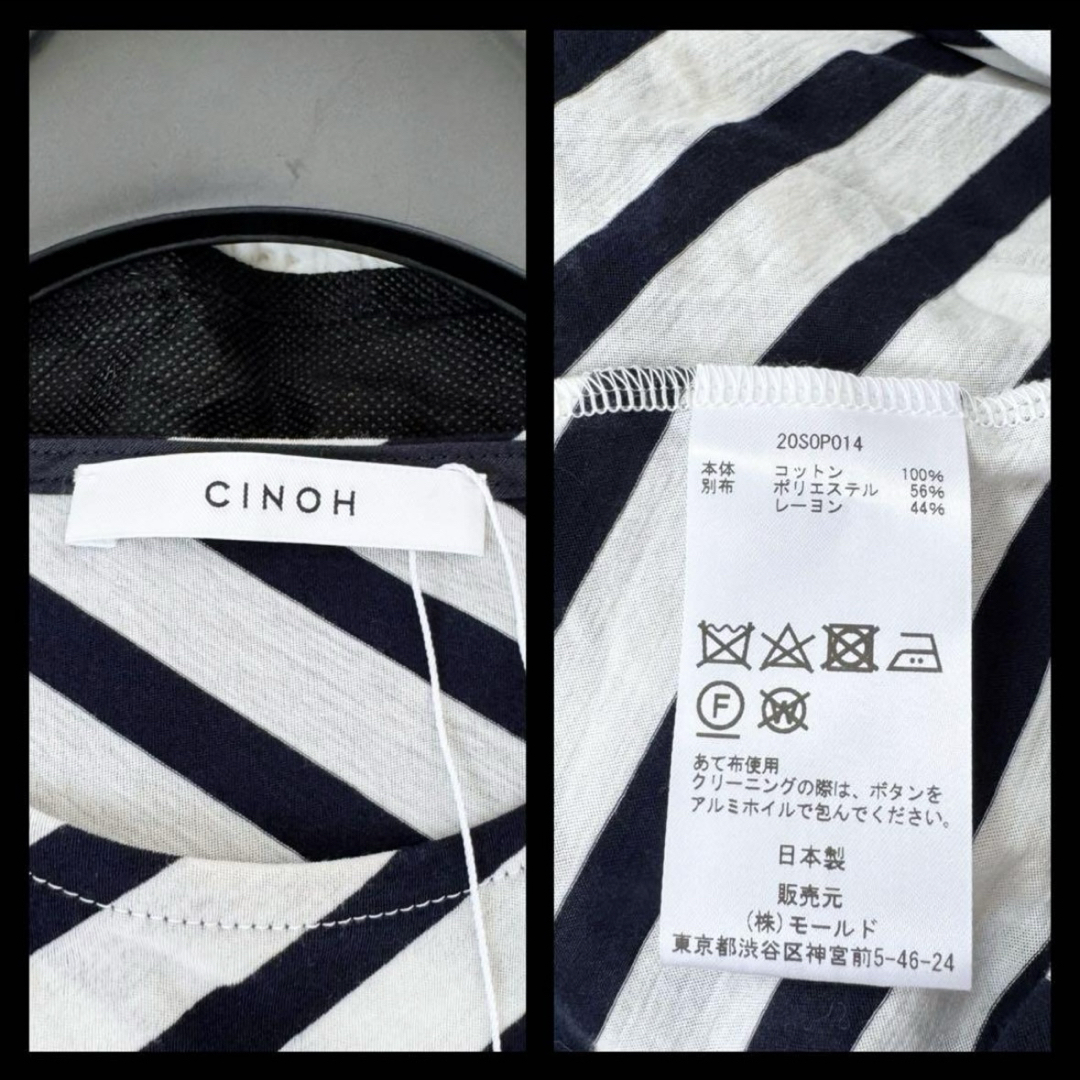 CINOH
20SOP014
本体 コットン 100%
別布 ポリエステル 56%
レーヨン 44%
F W
あて布使用
クリーニングの際は、ボタンを
アルミホイルで包んでください。
日本製
販売元
(株)モールド
東京都渋谷区神宮前5-46-24